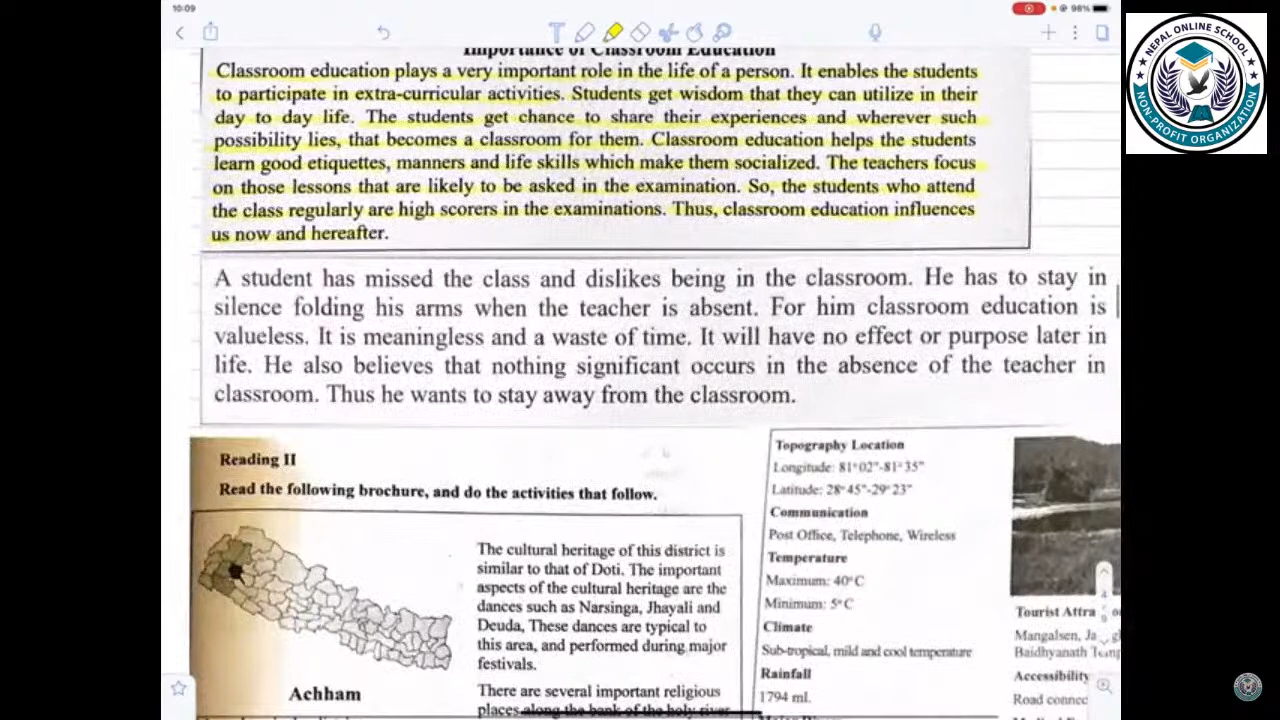 10:09
98%
NEPAL ONLINE SCHOOL
NON-PROFIT ORGANIZATION
Importance of Classroom Education
Classroom education plays a very important role in the life of a person. It enables the students
to participate in extra-curricular activities. Students get wisdom that they can utilize in their
day to day life. The students get chance to share their experiences and wherever such
possibility lies, that becomes a classroom for them. Classroom education helps the students
learn good etiquettes, manners and life skills which make them socialized. The teachers focus
on those lessons that are likely to be asked in the examination. So, the students who attend
the class regularly are high scorers in the examinations. Thus, classroom education influences
us now and hereafter.
A student has missed the class and dislikes being in the classroom. He has to stay in
silence folding his arms when the teacher is absent. For him classroom education is
valueless. It is meaningless and a waste of time. It will have no effect or purpose later in
life. He also believes that nothing significant occurs in the absence of the teacher in
classroom. Thus he wants to stay away from the classroom.
Reading II
Read the following brochure, and do the activities that follow.
Achham
The cultural heritage of this district is
similar to that of Doti. The important
aspects of the cultural heritage are the
dances such as Narsinga, Jhayali and
Deuda, These dances are typical to
this area, and performed during major
festivals.
There are several important religious
places along the bank of the holy river
Topography Location
Longitude: 81°02"-81°35"
Latitude: 28°45"-29°23"
Communication
Post Office, Telephone, Wireless
Temperature
Maximum: 40°C
Minimum: 5°C
Climate
Sub-tropical, mild and cool temperature
Rainfall
1794 ml.
Tourist
Mangalsen,
Baidhyanath
Accessibility
Road